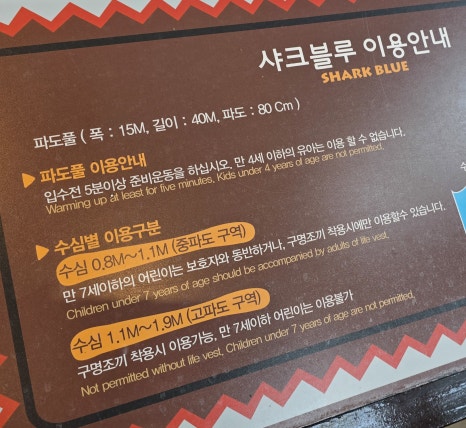 샤크블루 이용안내
SHARK BLUE
파도풀 ( 폭 : 15M, 길이 : 40M, 파도 : 80 Cm )
파도풀 이용안내
입수전 5분이상 준비운동을 하십시오. 만 4세 이하의 유아는 이용 할 수 없습니다.
Warming up at least for five minutes, Kids under 4 years of age are not permitted.
수심별 이용구분
수심 0.8M~1.1M (중파도 구역)
만 7세이하의 어린이는 보호자와 동반하거나, 구명조끼 착용시에만 이용할수 있습니다.
Children under 7 years of age should be accompanied by adults of life vest.
수심 1.1M~1.9M (고파도 구역)
구명조끼 착용시 이용가능, 만 7세이하 어린이는 이용불가
Not permitted without life vest, Children under 7 years of age are not permitted.